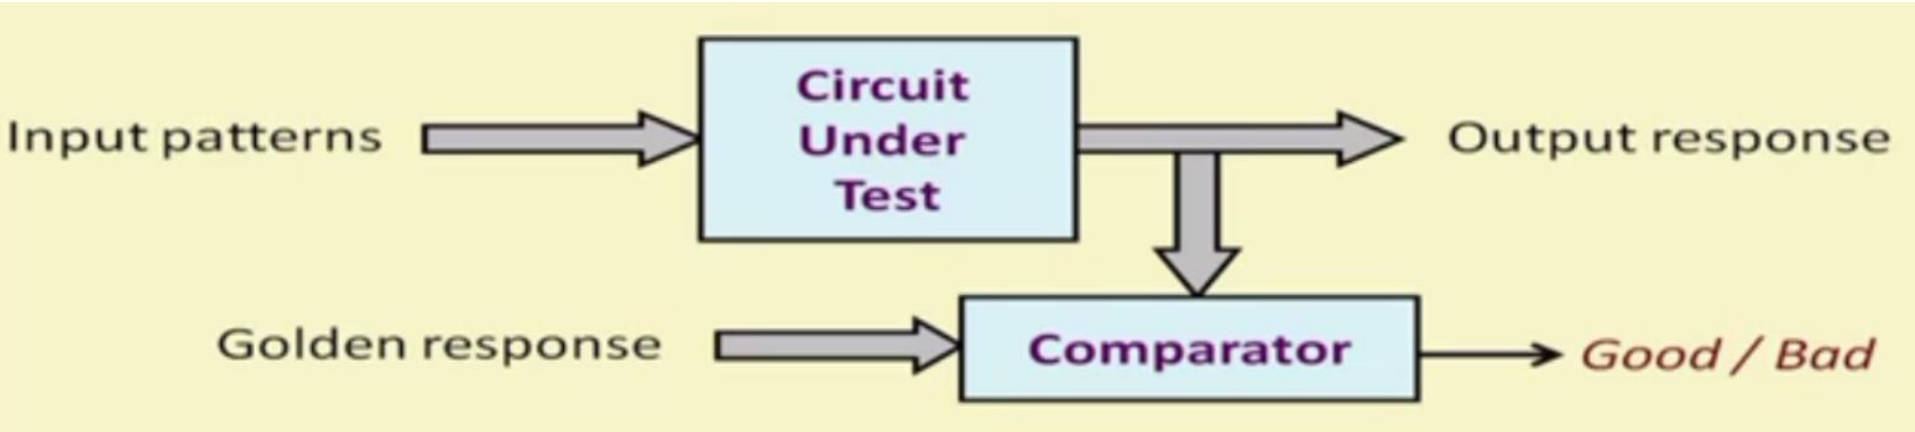 Circuit
Under
Test
Input patterns
Output response
Golden response
Comparator
Good / Bad